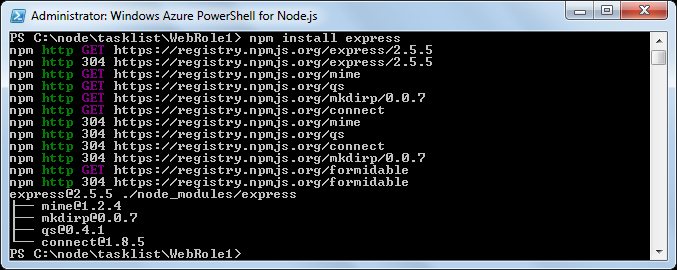 Administrator: Windows Azure PowerShell for Node.js
PS C:\node\tasklist\WebRole1> npm install express
npm http GET https://registry.npmjs.org/express/2.5.5
npm http 304 https://registry.npmjs.org/express/2.5.5
npm http GET https://registry.npmjs.org/mime
npm http GET https://registry.npmjs.org/qs
npm http GET https://registry.npmjs.org/mkdirp/0.0.7
npm http GET https://registry.npmjs.org/connect
npm http 304 https://registry.npmjs.org/mime
npm http 304 https://registry.npmjs.org/qs
npm http 304 https://registry.npmjs.org/connect
npm http 304 https://registry.npmjs.org/mkdirp/0.0.7
npm http GET https://registry.npmjs.org/formidable
npm http 304 https://registry.npmjs.org/formidable
express@2.5.5 ./node_modules/express
├── mime@1.2.4
├── mkdirp@0.0.7
├── qs@0.4.1
└── connect@1.8.5
PS C:\node\tasklist\WebRole1>